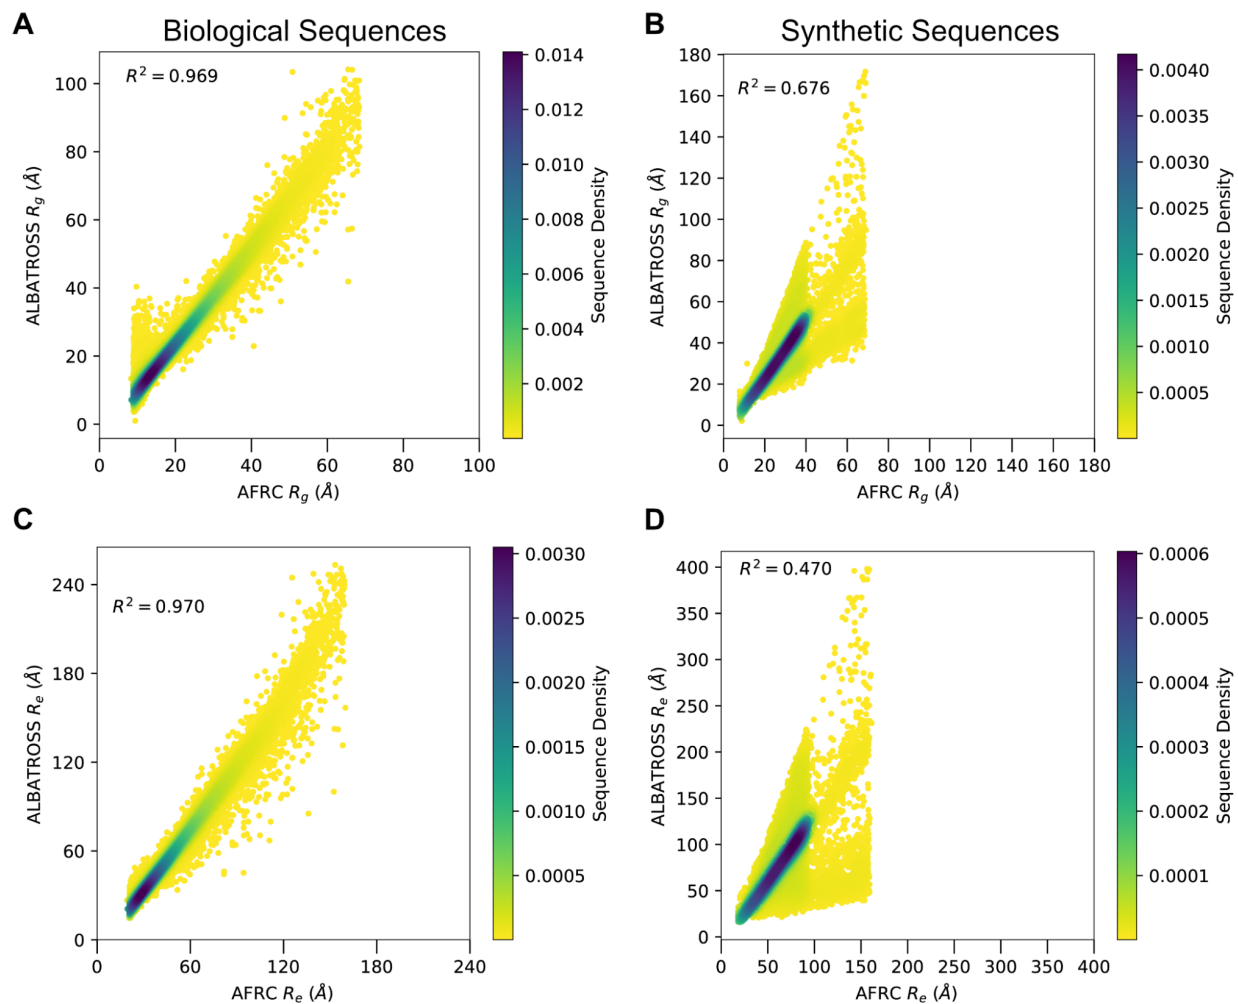 A
Biological Sequences
R² = 0.969
ALBATROSS Rg (Å)
100
80
60
40
20
0
0 20 40 60 80 100
AFRC Rg (Å)
0.014
0.012
0.010
0.008
0.006
0.004
0.002
Sequence Density
B
Synthetic Sequences
R² = 0.676
ALBATROSS Rg (Å)
180
160
140
120
100
80
60
40
20
0
0 20 40 60 80 100 120 140 160 180
AFRC Rg (Å)
0.0040
0.0035
0.0030
0.0025
0.0020
0.0015
0.0010
0.0005
Sequence Density
C
R² = 0.970
ALBATROSS Re (Å)
240
180
120
60
0
0 60 120 180 240
AFRC Re (Å)
0.0030
0.0025
0.0020
0.0015
0.0010
0.0005
Sequence Density
D
R² = 0.470
ALBATROSS Re (Å)
400
350
300
250
200
150
100
50
0
0 50 100 150 200 250 300 350 400
AFRC Re (Å)
0.0006
0.0005
0.0004
0.0003
0.0002
0.0001
Sequence Density